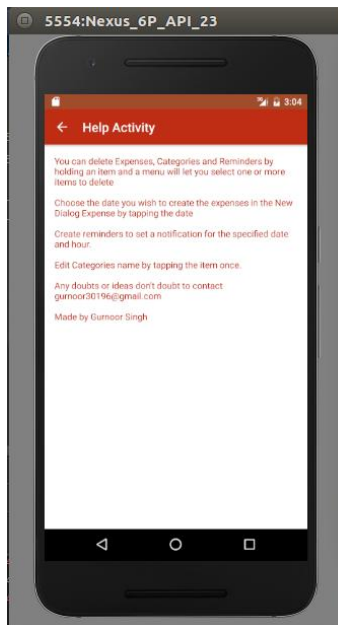 5554:Nexus_6P_API_23
3:04
Help Activity
You can delete Expenses, Categories and Reminders by
holding an item and a menu will let you select one or more
items to delete
Choose the date you wish to create the expenses in the New
Dialog Expense by tapping the date
Create reminders to set a notification for the specified date
and hour.
Edit Categories name by tapping the item once.
Any doubts or ideas don't doubt to contact
gurnoor30196@gmail.com
Made by Gurnoor Singh